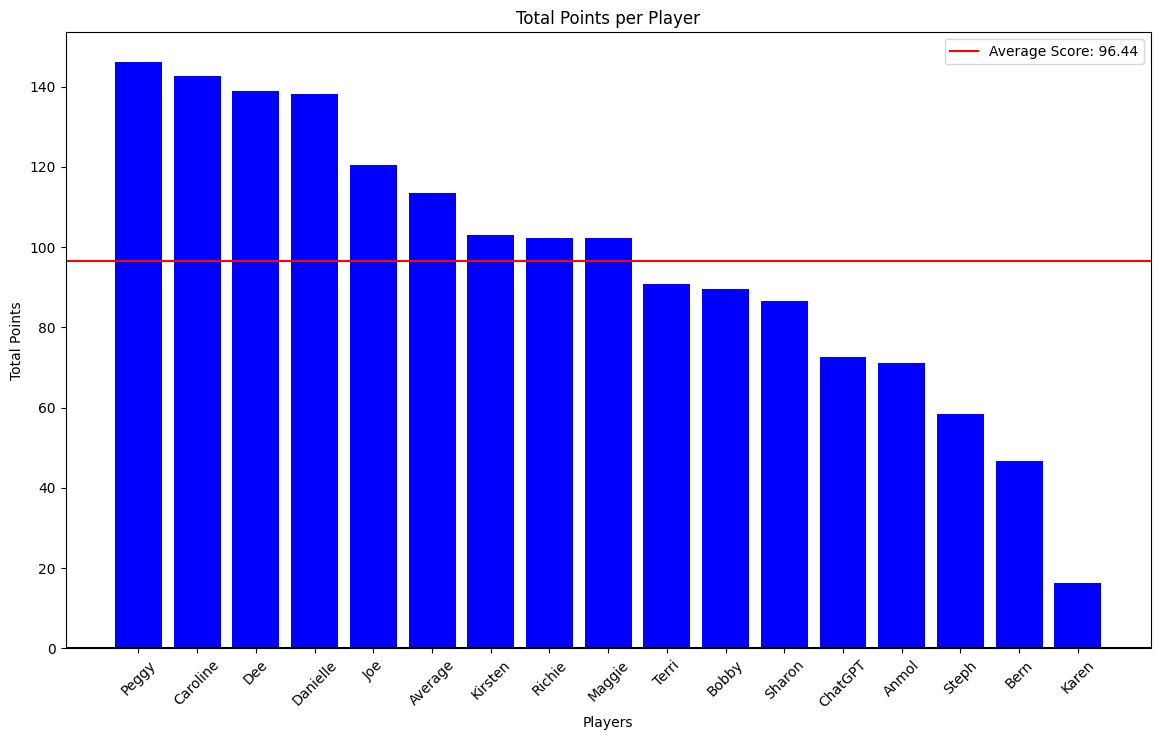 Total Points per Player
Average Score: 96.44
Total Points
140
120
100
80
60
40
20
0
Peggy
Caroline
Dee
Danielle
Joe
Average
Kirsten
Richie
Maggie
Terri
Bobby
Sharon
ChatGPT
Anmol
Steph
Bern
Karen
Players